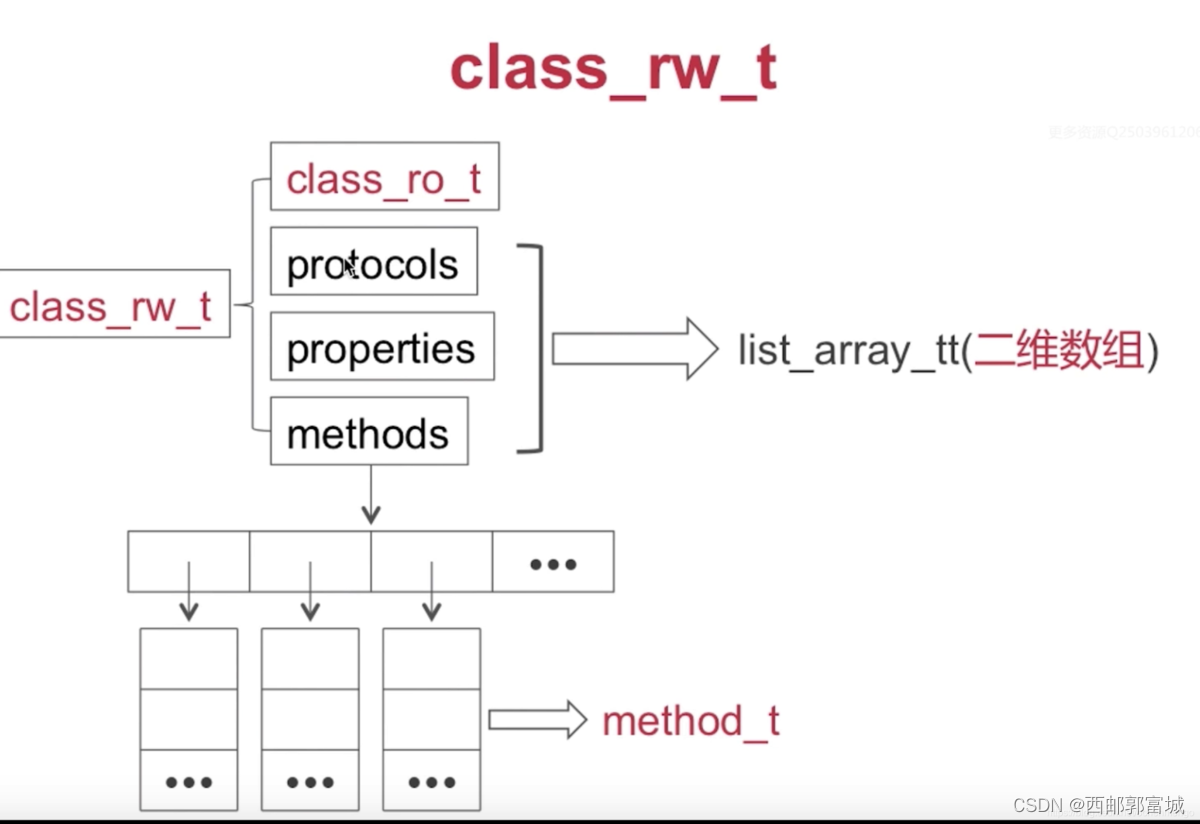 class_rw_t
更多资源Q250396120
class_ro_t
protocols
class_rw_t
properties
list_array_tt(二维数组)
methods
•••
••• ••• •••
method_t
CSDN @西邮郭富城